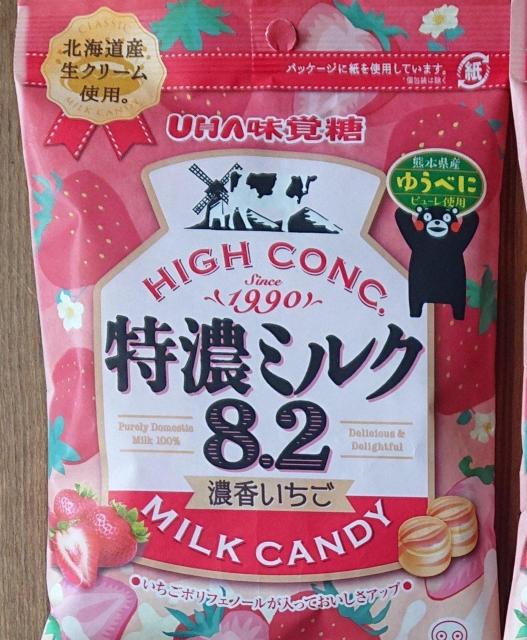 CLASSIC
北海道産
生クリーム
使用。
MILK CANDY
パッケージに紙を使用しています。
*個包装は除く
紙
UHA味覚糖
熊本県産
ゆうべに
ピューレ使用
HIGH CONC.
Since
1990
特濃ミルク
8.2
Purely Domestic
Milk 100%
Delicious &
Delightful
濃香いちご
MILK CANDY
•いちごポリフェノールが入っておいしさアップ•